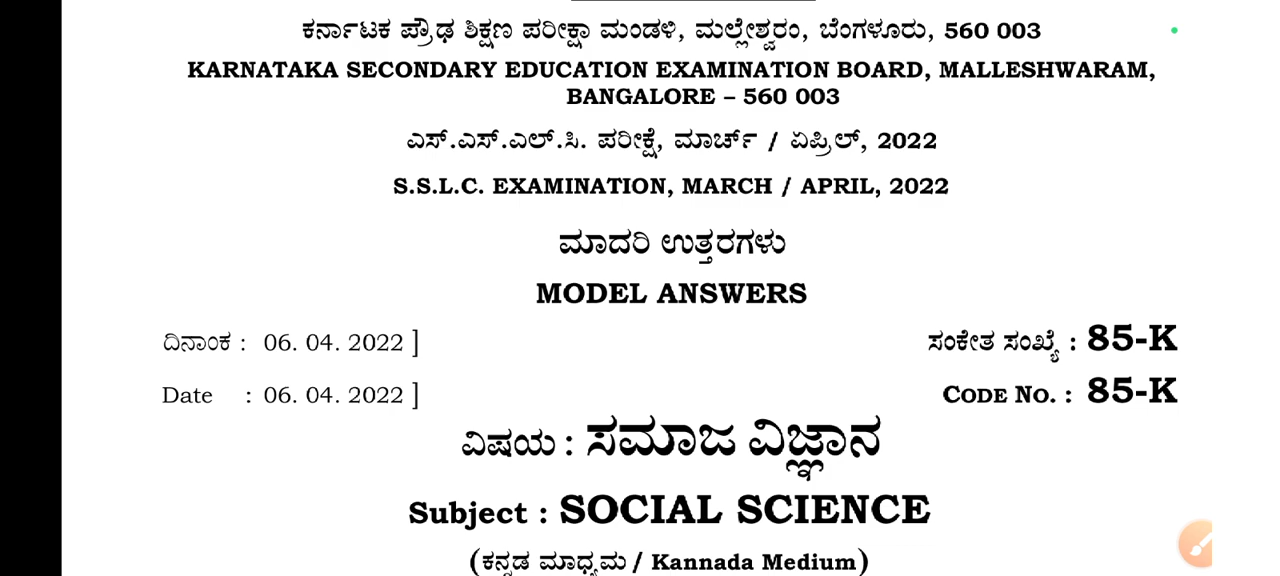 ಕರ್ನಾಟಕ ಪ್ರೌಢ ಶಿಕ್ಷಣ ಪರೀಕ್ಷಾ ಮಂಡಳಿ, ಮಲ್ಲೇಶ್ವರಂ, ಬೆಂಗಳೂರು, 560 003
KARNATAKA SECONDARY EDUCATION EXAMINATION BOARD, MALLESHWARAM,
BANGALORE – 560 003
ಎಸ್.ಎಸ್.ಎಲ್.ಸಿ. ಪರೀಕ್ಷೆ, ಮಾರ್ಚ್ / ಏಪ್ರಿಲ್, 2022
S.S.L.C. EXAMINATION, MARCH / APRIL, 2022
ಮಾದರಿ ಉತ್ತರಗಳು
MODEL ANSWERS
ದಿನಾಂಕ : 06. 04. 2022 ] ಸಂಕೇತ ಸಂಖ್ಯೆ : 85-K
Date : 06. 04. 2022 ] CODE NO. : 85-K
ವಿಷಯ : ಸಮಾಜ ವಿಜ್ಞಾನ
Subject : SOCIAL SCIENCE
(ಕನ್ನಡ ಮಾಧ್ಯಮ / Kannada Medium)